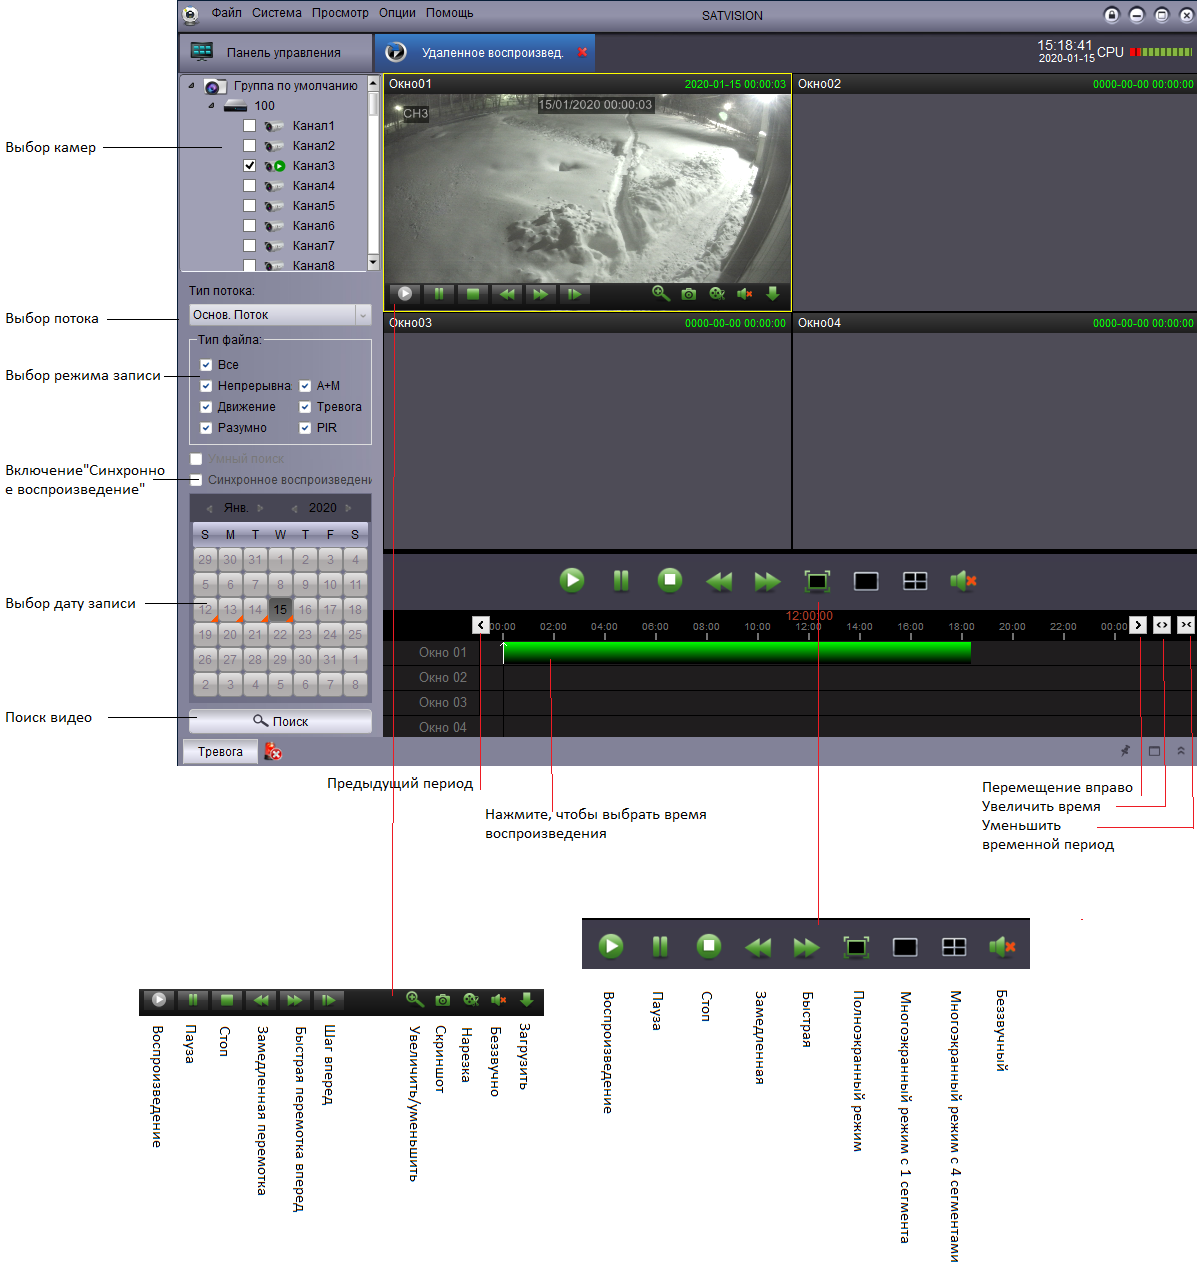 Файл Система Просмотр Опции Помощь
SATVISION
Панель управления
Удаленное воспроизвед.
15:18:41
2020-01-15
CPU
Группа по умолчанию
100
Канал1
Канал2
Канал3
Канал4
Канал5
Канал6
Канал7
Канал8
Окно01
2020-01-15 00:00:03
15/01/2020 00:00:03
CH3
Окно02
0000-00-00 00:00:00
Окно03
0000-00-00 00:00:00
Окно04
0000-00-00 00:00:00
Выбор камер
Тип потока:
Выбор потока
Основ. Поток
Тип файла:
Все
Выбор режима записи
Непрерывна
A+M
Движение
Тревога
Разумно
PIR
Умный поиск
Включение"Синхронно
е воспроизведение"
Синхронное воспроизведени
Янв. 2020
S M T W T F S
29 30 31 1 2 3 4
5 6 7 8 9 10 11
Выбор дату записи
12 13 14 15 16 17 18
19 20 21 22 23 24 25
26 27 28 29 30 31 1
2 3 4 5 6 7 8
Поиск видео
Поиск
12:00:00
00:00 02:00 04:00 06:00 08:00 10:00 12:00 14:00 16:00 18:00 20:00 22:00 00:00
Окно 01
Окно 02
Окно 03
Окно 04
Тревога
Предыдущий период
Нажмите, чтобы выбрать время
воспроизведения
Перемещение вправо
Увеличить время
Уменьшить
временной период
Воспроизведение
Пауза
Стоп
Замедленная перемотка
Быстрая перемотка вперед
Шаг вперед
Увеличить/уменьшить
Скриншот
Нарезка
Беззвучно
Загрузить
Воспроизведение
Пауза
Стоп
Замедленная
Быстрая
Полноэкранный режим
Многоэкранный режим с 1 сегмента
Многоэкранный режим с 4 сегментами
Беззвучный